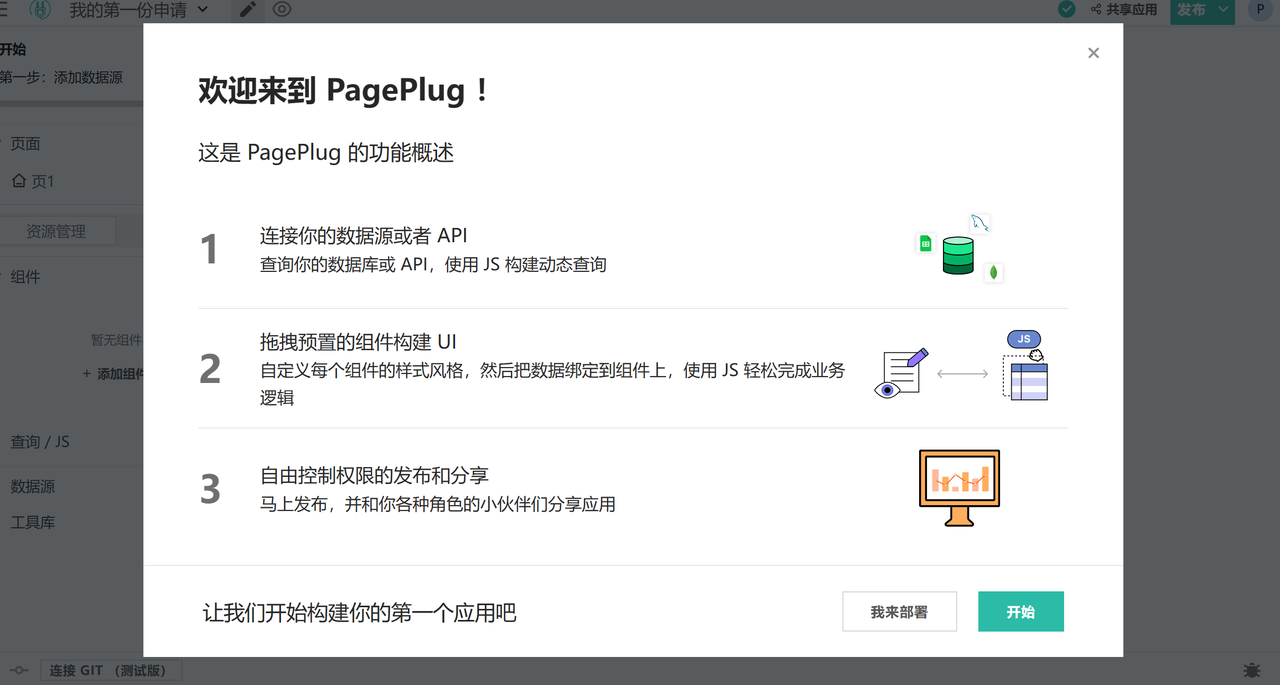 我的第一份申请
共享应用
发布
P
开始
第一步：添加数据源
页面
页1
资源管理
组件
暂无组件
+ 添加组件
查询 / JS
数据源
工具库
连接 GIT （测试版）
欢迎来到 PagePlug！
这是 PagePlug 的功能概述
1
连接你的数据源或者 API
查询你的数据库或 API，使用 JS 构建动态查询
2
拖拽预置的组件构建 UI
自定义每个组件的样式风格，然后把数据绑定到组件上，使用 JS 轻松完成业务
逻辑
JS
3
自由控制权限的发布和分享
马上发布，并和你各种角色的小伙伴们分享应用
让我们开始构建你的第一个应用吧
我来部署
开始